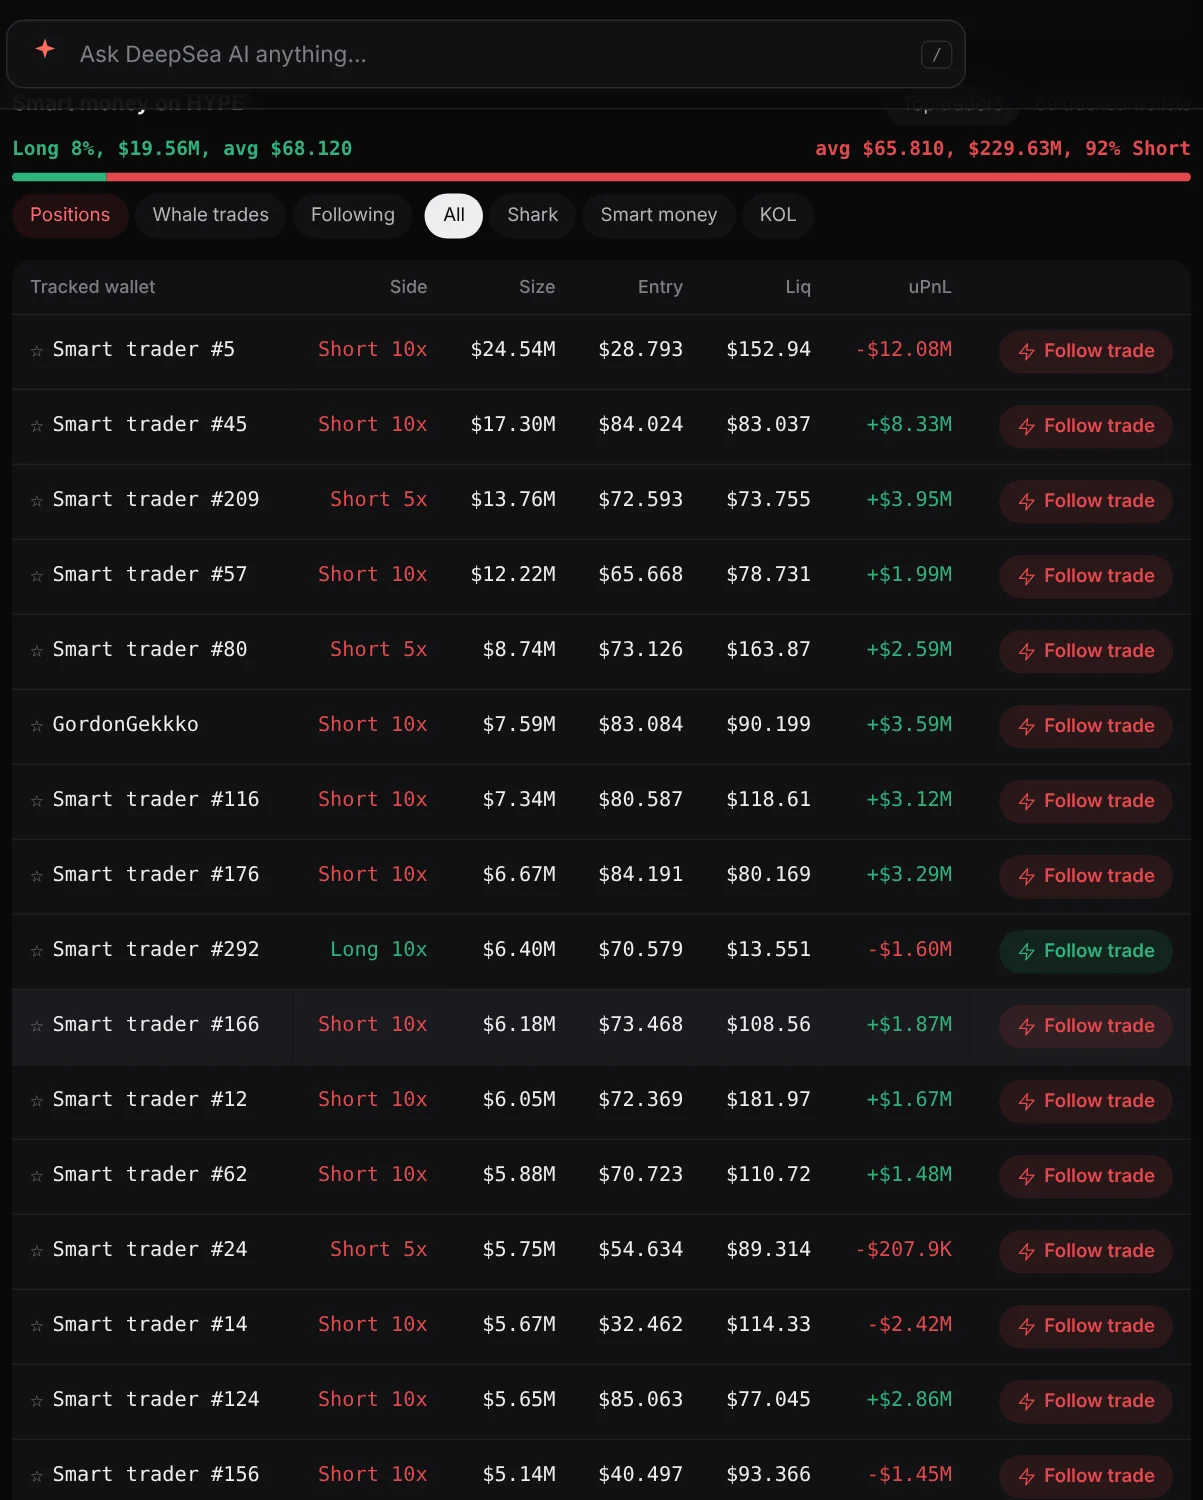 Ask DeepSea AI anything... /
Smart money on HYPE Top traders
Long 8%, $19.56M, avg $68.120 avg $65.810, $229.63M, 92% Short
Positions Whale trades Following All Shark Smart money KOL
Tracked wallet Side Size Entry Liq uPnL
☆ Smart trader #5 Short 10x $24.54M $28.793 $152.94 -$12.08M Follow trade
☆ Smart trader #45 Short 10x $17.30M $84.024 $83.037 +$8.33M Follow trade
☆ Smart trader #209 Short 5x $13.76M $72.593 $73.755 +$3.95M Follow trade
☆ Smart trader #57 Short 10x $12.22M $65.668 $78.731 +$1.99M Follow trade
☆ Smart trader #80 Short 5x $8.74M $73.126 $163.87 +$2.59M Follow trade
☆ GordonGekkko Short 10x $7.59M $83.084 $90.199 +$3.59M Follow trade
☆ Smart trader #116 Short 10x $7.34M $80.587 $118.61 +$3.12M Follow trade
☆ Smart trader #176 Short 10x $6.67M $84.191 $80.169 +$3.29M Follow trade
☆ Smart trader #292 Long 10x $6.40M $70.579 $13.551 -$1.60M Follow trade
☆ Smart trader #166 Short 10x $6.18M $73.468 $108.56 +$1.87M Follow trade
☆ Smart trader #12 Short 10x $6.05M $72.369 $181.97 +$1.67M Follow trade
☆ Smart trader #62 Short 10x $5.88M $70.723 $110.72 +$1.48M Follow trade
☆ Smart trader #24 Short 5x $5.75M $54.634 $89.314 -$207.9K Follow trade
☆ Smart trader #14 Short 10x $5.67M $32.462 $114.33 -$2.42M Follow trade
☆ Smart trader #124 Short 10x $5.65M $85.063 $77.045 +$2.86M Follow trade
☆ Smart trader #156 Short 10x $5.14M $40.497 $93.366 -$1.45M Follow trade